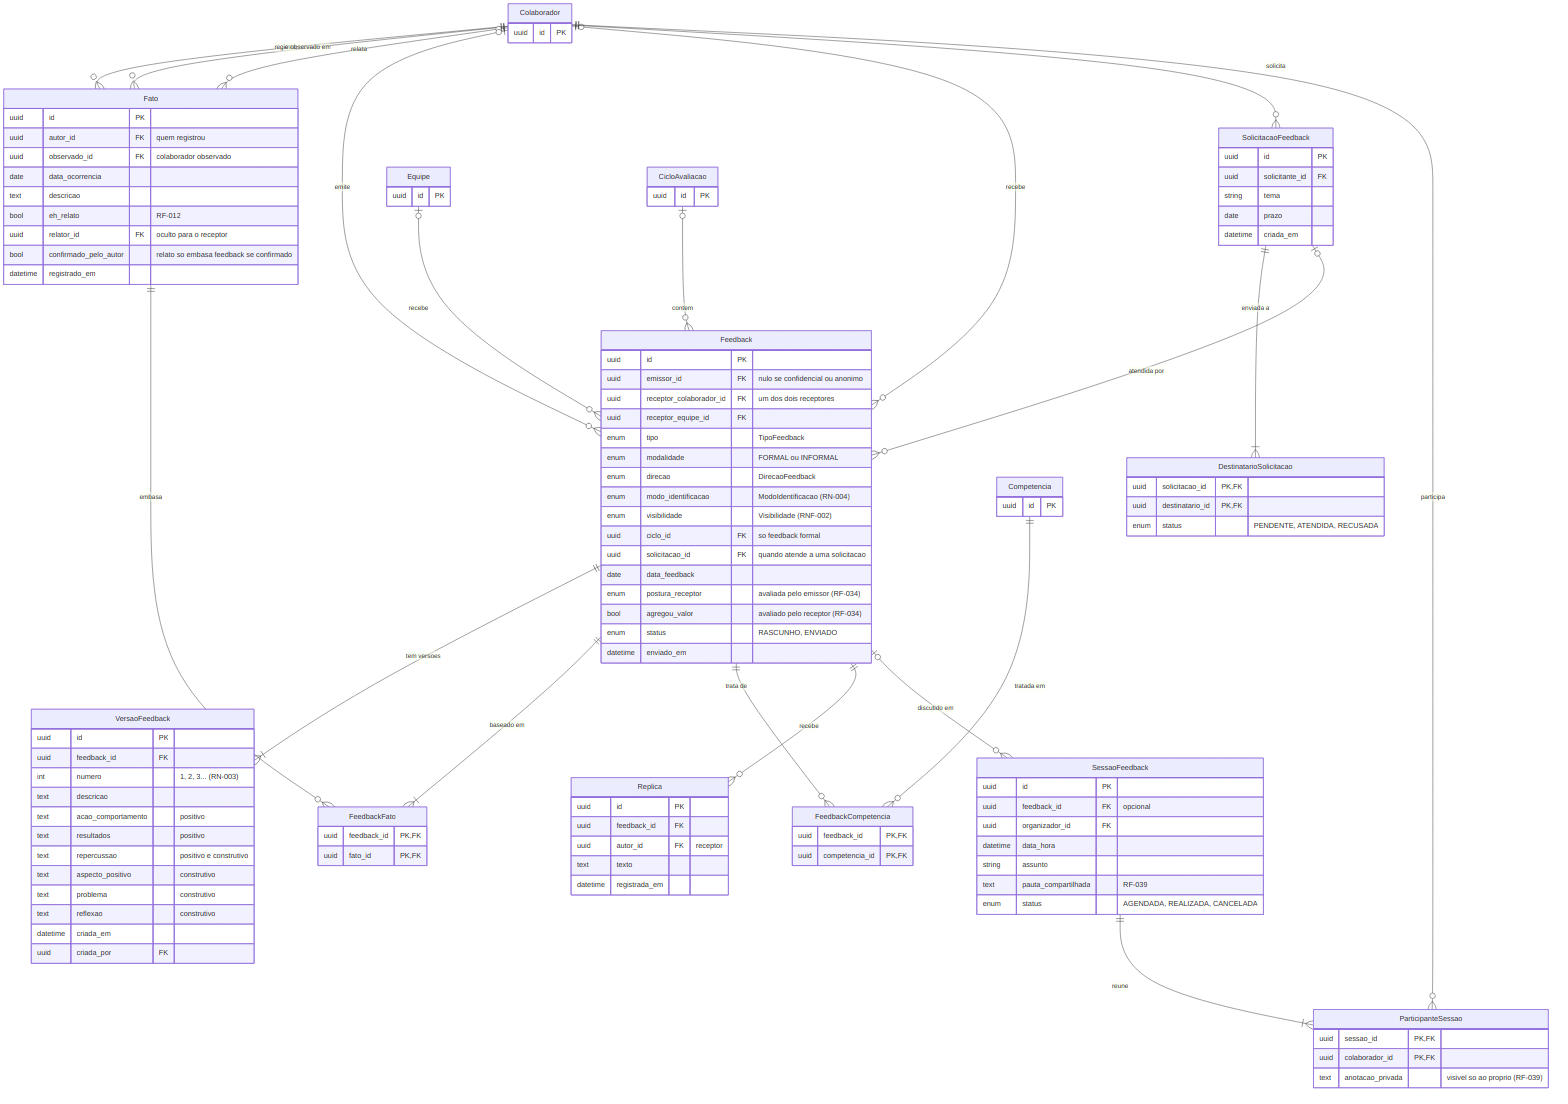 Colaborador
uuid id PK
observado em
relata
solicita
Fato
uuid id PK
uuid autor_id FK quem registrou
uuid observado_id FK colaborador observado
date data_ocorrencia
text descricao
bool eh_relato RF-012
uuid relator_id FK oculto para o receptor
bool confirmado_pelo_autor relato so embasa feedback se confirmado
datetime registrado_em
SolicitacaoFeedback
uuid id PK
uuid solicitante_id FK
string tema
date prazo
datetime criada_em
Equipe
uuid id PK
CicloAvaliacao
uuid id PK
emite
recebe
recebe
contem
enviada a
atendida por
Feedback
uuid id PK
uuid emissor_id FK nulo se confidencial ou anonimo
uuid receptor_colaborador_id FK um dos dois receptores
uuid receptor_equipe_id FK
enum tipo TipoFeedback
enum modalidade FORMAL ou INFORMAL
enum direcao DirecaoFeedback
enum modo_identificacao ModoIdentificacao (RN-004)
enum visibilidade Visibilidade (RNF-002)
uuid ciclo_id FK so feedback formal
uuid solicitacao_id FK quando atende a uma solicitacao
date data_feedback
enum postura_receptor avaliada pelo emissor (RF-034)
bool agregou_valor avaliado pelo receptor (RF-034)
enum status RASCUNHO, ENVIADO
datetime enviado_em
DestinatarioSolicitacao
uuid solicitacao_id PK,FK
uuid destinatario_id PK,FK
enum status PENDENTE, ATENDIDA, RECUSADA
Competencia
uuid id PK
embasa
participa
tem versoes
baseado em
trata de
recebe
discutido em
tratada em
VersaoFeedback
uuid id PK
uuid feedback_id FK
int numero 1, 2, 3... (RN-003)
text descricao
text acao_comportamento positivo
text resultados positivo
text repercussao positivo e construtivo
text aspecto_positivo construtivo
text problema construtivo
text reflexao construtivo
datetime criada_em
uuid criada_por FK
FeedbackFato
uuid feedback_id PK,FK
uuid fato_id PK,FK
Replica
uuid id PK
uuid feedback_id FK
uuid autor_id FK receptor
text texto
datetime registrada_em
FeedbackCompetencia
uuid feedback_id PK,FK
uuid competencia_id PK,FK
SessaoFeedback
uuid id PK
uuid feedback_id FK opcional
uuid organizador_id FK
datetime data_hora
string assunto
text pauta_compartilhada RF-039
enum status AGENDADA, REALIZADA, CANCELADA
reune
ParticipanteSessao
uuid sessao_id PK,FK
uuid colaborador_id PK,FK
text anotacao_privada visivel so ao proprio (RF-039)